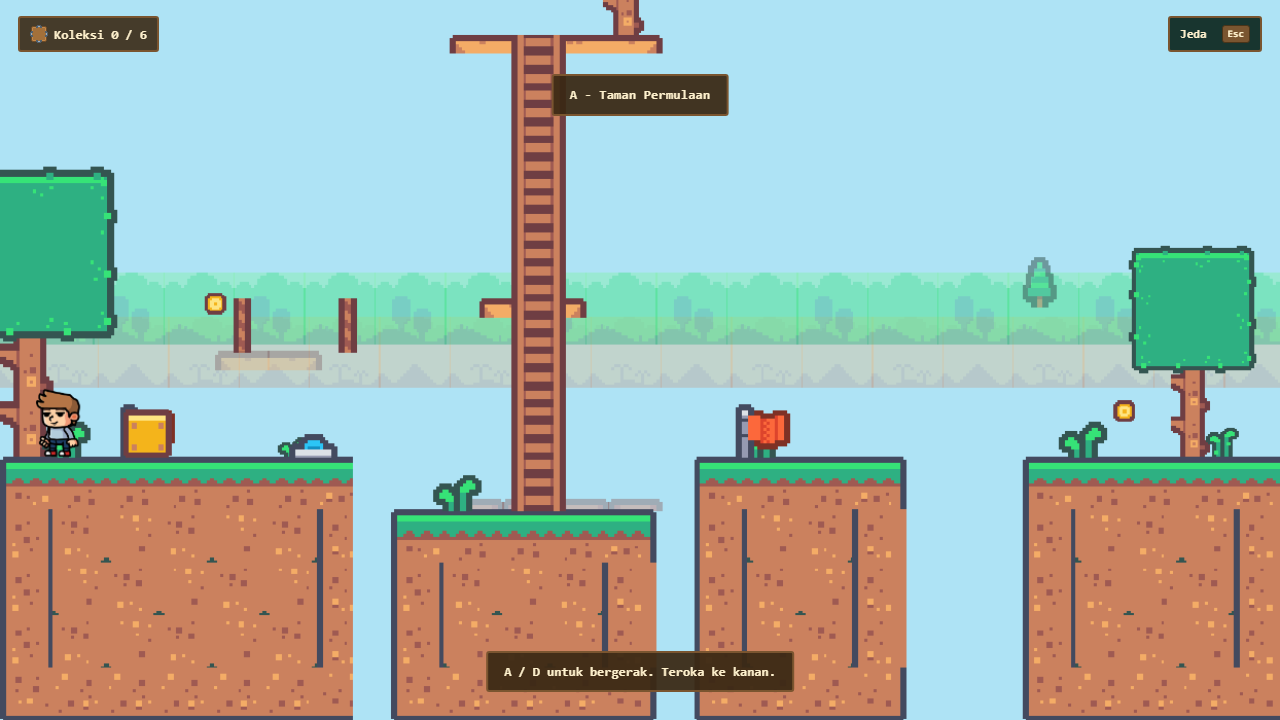 Koleksi 0 / 6
Jeda Esc
A - Taman Permulaan
A / D untuk bergerak. Teroka ke kanan.